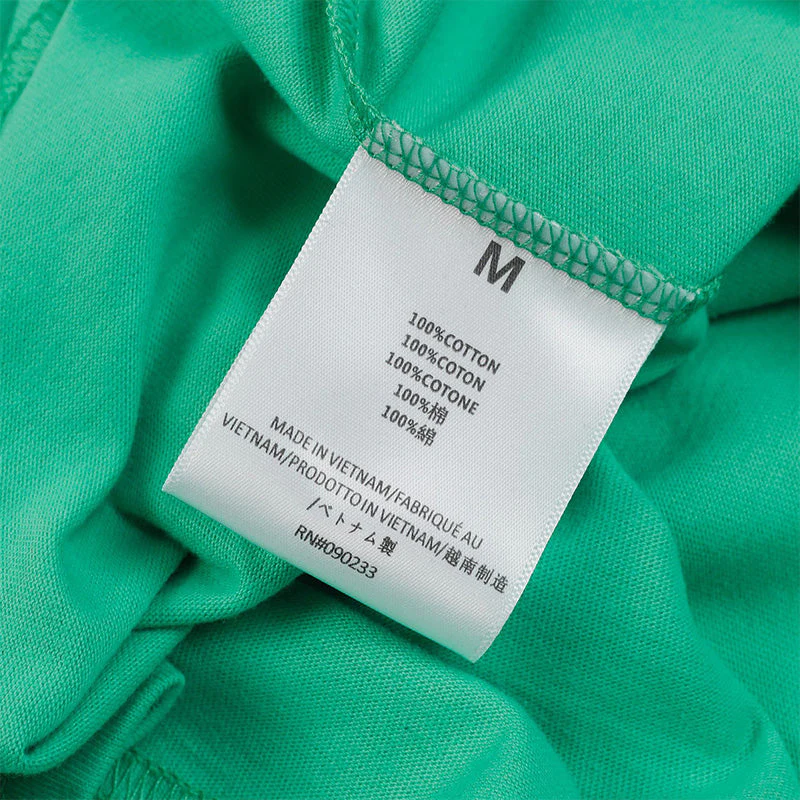 M
100%COTTON
100%COTON
100%COTONE
100%棉
100%綿
MADE IN VIETNAM/FABRIQUÉ AU
VIETNAM/PRODOTTO IN VIETNAM/越南制造
/ベトナム製
RN#090233